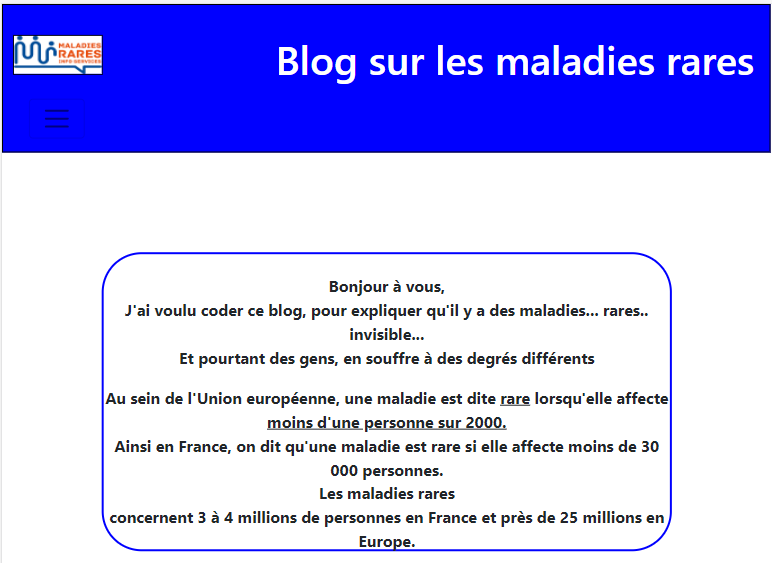 MALADIES
RARES
INFO-SERVICES
Blog sur les maladies rares
Bonjour à vous,
J'ai voulu coder ce blog, pour expliquer qu'il y a des maladies... rares..
invisible...
Et pourtant des gens, en souffre à des degrés différents
Au sein de l'Union européenne, une maladie est dite rare lorsqu'elle affecte
moins d'une personne sur 2000.
Ainsi en France, on dit qu'une maladie est rare si elle affecte moins de 30
000 personnes.
Les maladies rares
concernent 3 à 4 millions de personnes en France et près de 25 millions en
Europe.